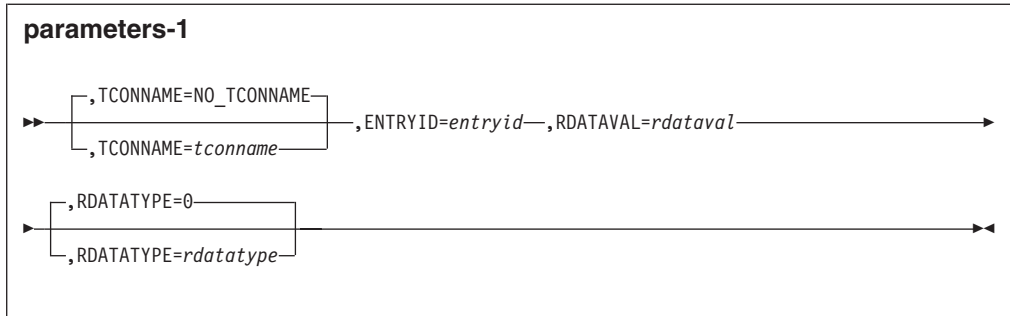 parameters-1
,TCONNAME=NO_TCONNAME
,ENTRYID=entryid ,RDATAVAL=rdataval
,TCONNAME=tconname
,RDATATYPE=0
,RDATATYPE=rdatatype